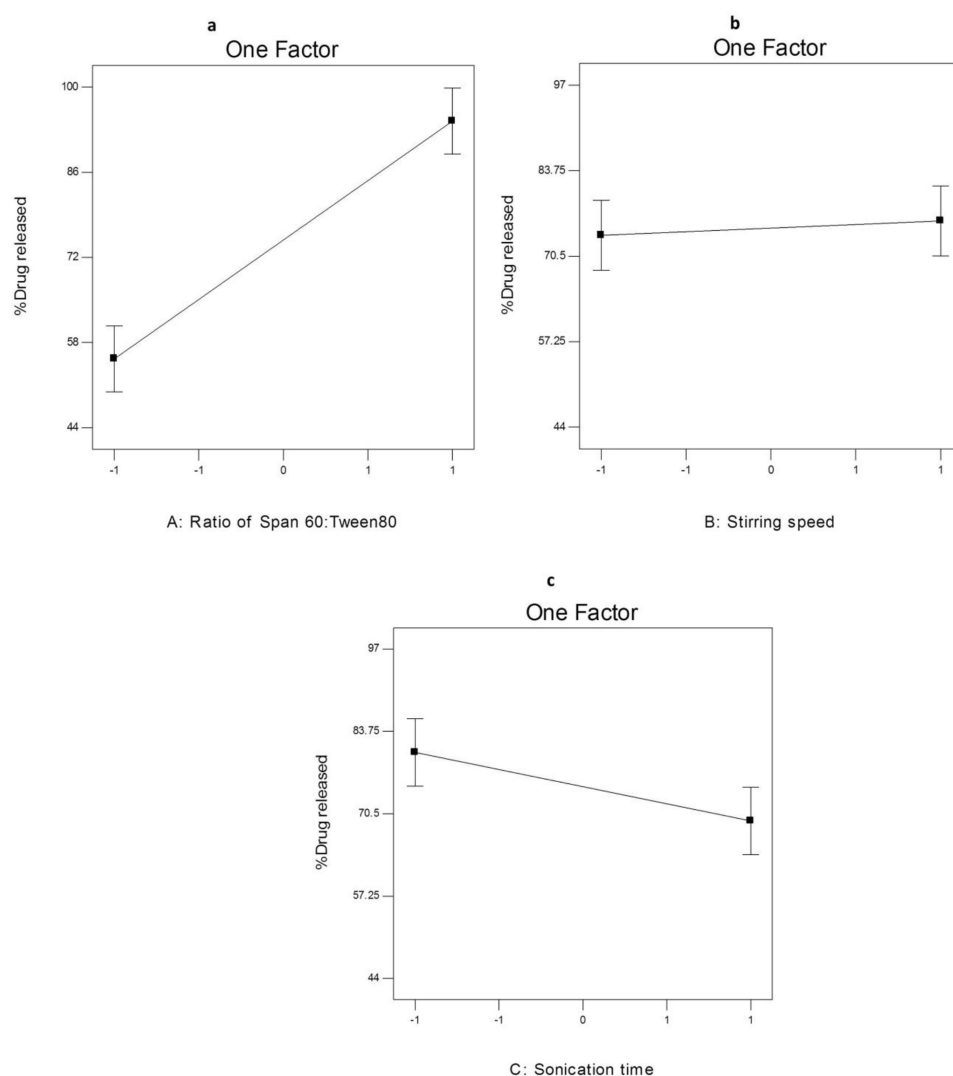 a
One Factor
%Drug released
100
86
72
58
44
-1 -1 0 1 1
A: Ratio of Span 60:Tween80
b
One Factor
%Drug released
97
83.75
70.5
57.25
44
-1 -1 0 1 1
B: Stirring speed
c
One Factor
%Drug released
97
83.75
70.5
57.25
44
-1 -1 0 1 1
C: Sonication time